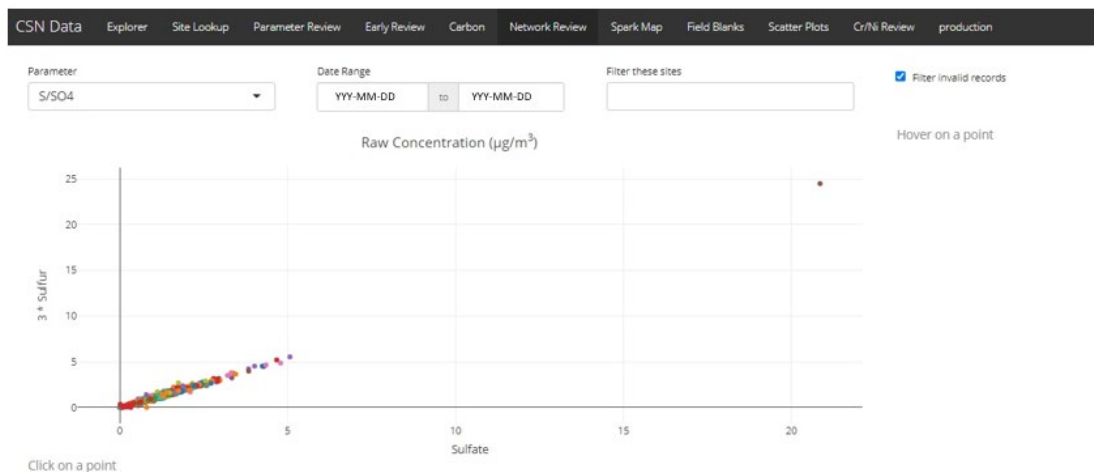 CSN Data Explorer Site Lookup Parameter Review Early Review Carbon Network Review Spark Map Field Blanks Scatter Plots Cr/Ni Review production
Parameter Date Range Filter these sites
Filter invalid records
S/SO4 YYY-MM-DD to YYY-MM-DD
Hover on a point
Raw Concentration (µg/m³)
25
20
15
10
5
0
3 * Sulfur
0 5 10 15 20
Sulfate
Click on a point